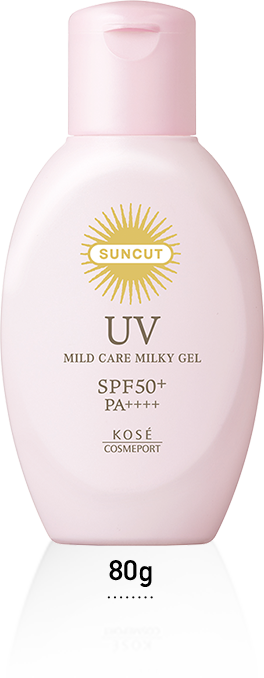 SUNCUT
UV
MILD CARE MILKY GEL
SPF50+
PA++++
KOSÉ
COSMEPORT
80g